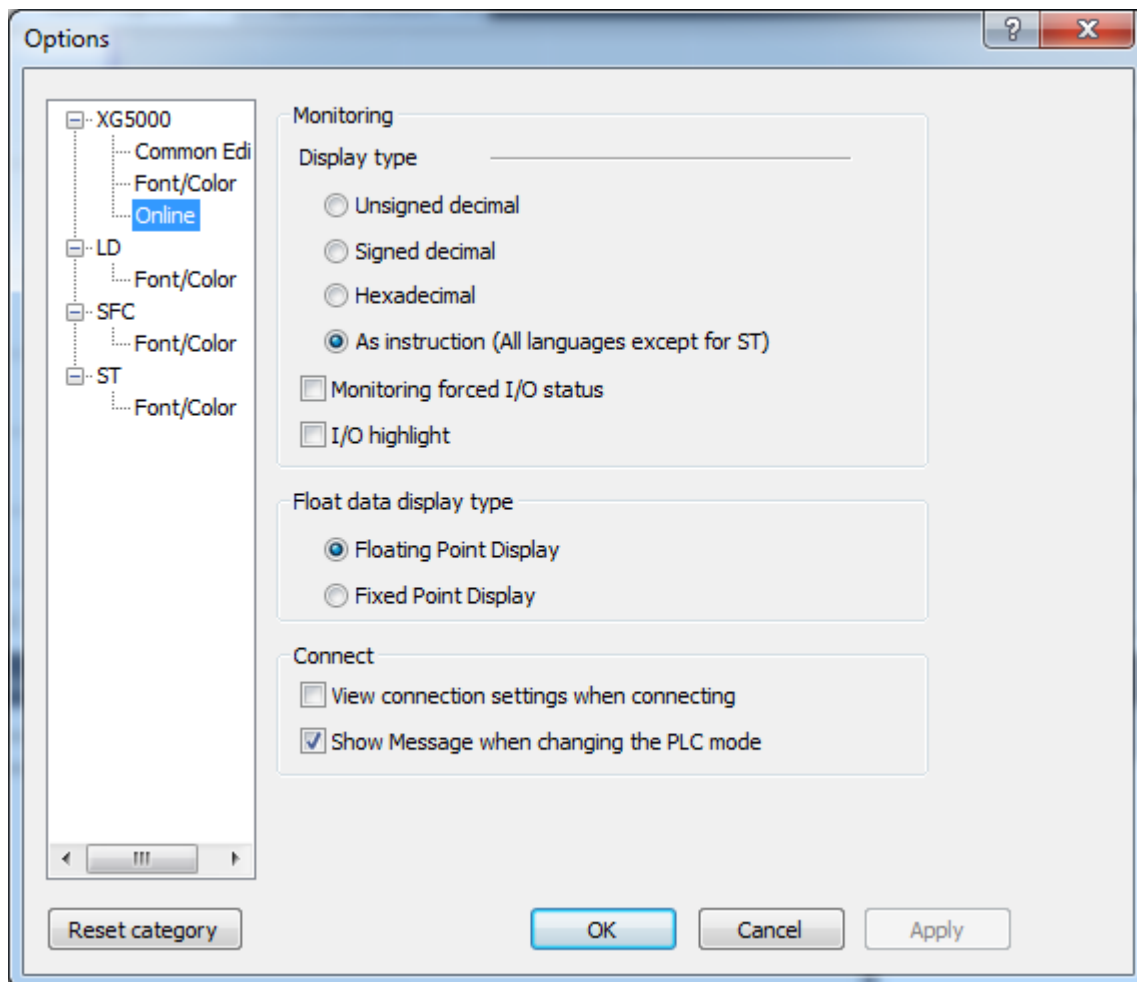 Options
XG5000
Common Edi
Font/Color
Online
LD
Font/Color
SFC
Font/Color
ST
Font/Color
Monitoring
Display type
Unsigned decimal
Signed decimal
Hexadecimal
As instruction (All languages except for ST)
Monitoring forced I/O status
I/O highlight
Float data display type
Floating Point Display
Fixed Point Display
Connect
View connection settings when connecting
Show Message when changing the PLC mode
Reset category
OK
Cancel
Apply